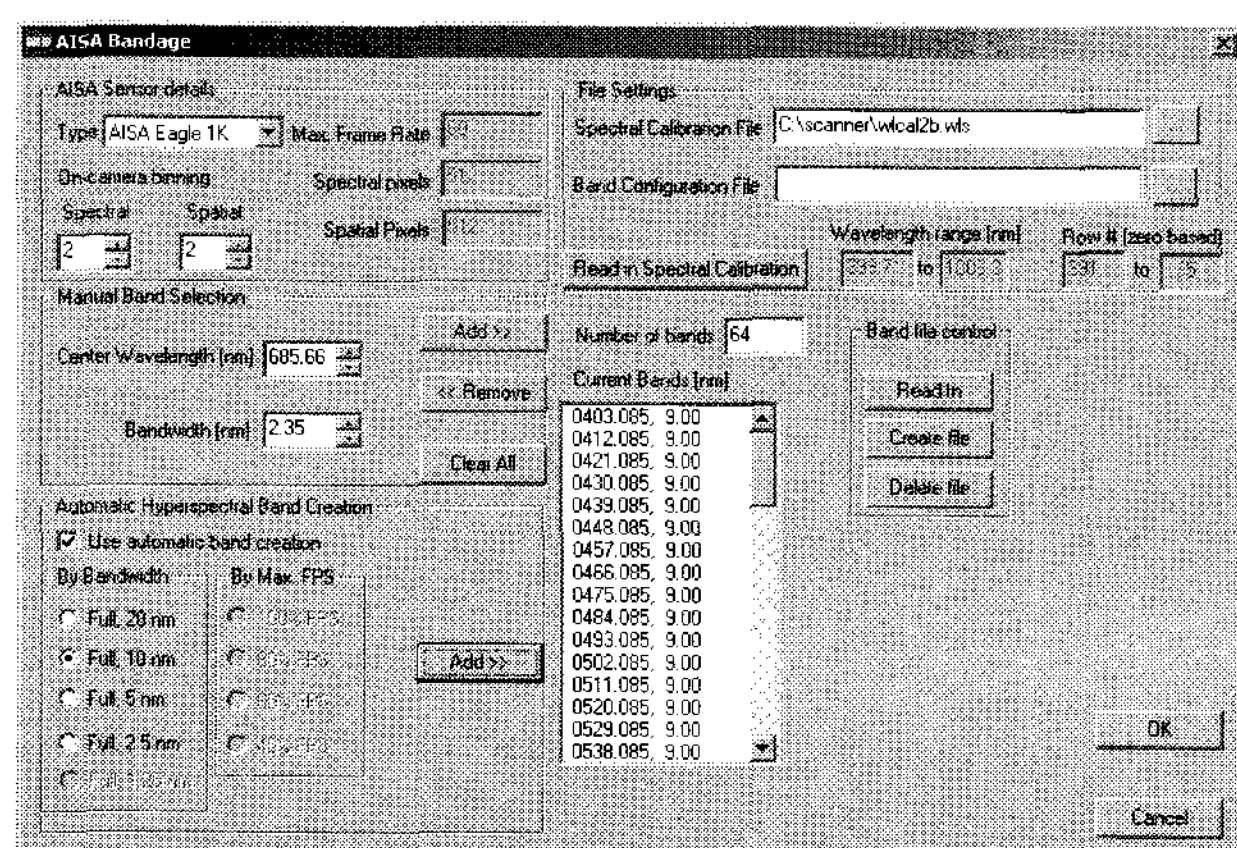 AISA Bandage
AISA Sensor details
Type AISA Eagle 1K Max. Frame Rate
On-camera binning Spectral pixels
Spectral Spatial Spatial Pixels
2 2
Manual Band Selection
Center Wavelength [nm] 685.66
Bandwidth [nm] 2.35
Add >>
<< Remove
Clear All
Automatic Hyperspectral Band Creation
Use automatic band creation
By Bandwidth By Max. FPS
Full, 20 nm
Full, 10 nm
Full, 5 nm
Full, 2.5 nm
Add >>
File Settings
Spectral Calibration File C:\scanner\wlcal2b.wls
Band Configuration File
Wavelength range [nm] Row # [zero based]
Read in Spectral Calibration to to
Number of bands 64
Current Bands [nm]
0403.085, 9.00
0412.085, 9.00
0421.085, 9.00
0430.085, 9.00
0439.085, 9.00
0448.085, 9.00
0457.085, 9.00
0466.085, 9.00
0475.085, 9.00
0484.085, 9.00
0493.085, 9.00
0502.085, 9.00
0511.085, 9.00
0520.085, 9.00
0529.085, 9.00
0538.085, 9.00
Band file control
Read in
Create file
Delete file
OK
Cancel